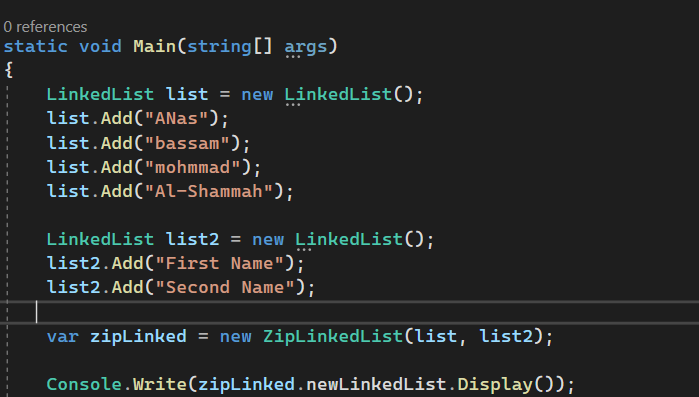 0 references
static void Main(string[] args)
{
LinkedList list = new LinkedList();
list.Add("ANas");
list.Add("bassam");
list.Add("mohmmad");
list.Add("Al-Shammah");
LinkedList list2 = new LinkedList();
list2.Add("First Name");
list2.Add("Second Name");
var zipLinked = new ZipLinkedList(list, list2);
Console.Write(zipLinked.newLinkedList.Display());